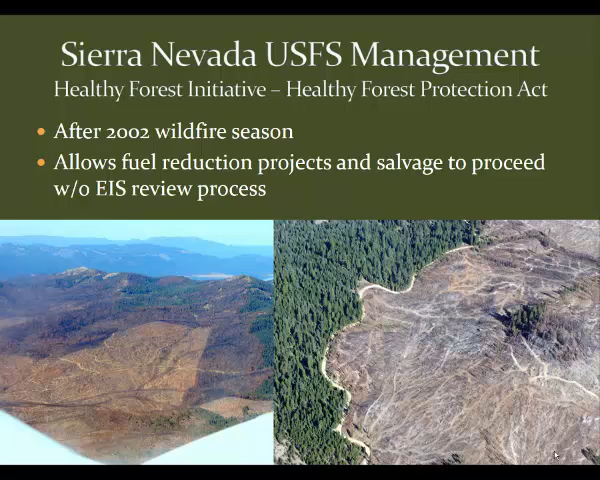 Sierra Nevada USFS Management
Healthy Forest Initiative – Healthy Forest Protection Act
• After 2002 wildfire season
• Allows fuel reduction projects and salvage to proceed
w/o EIS review process